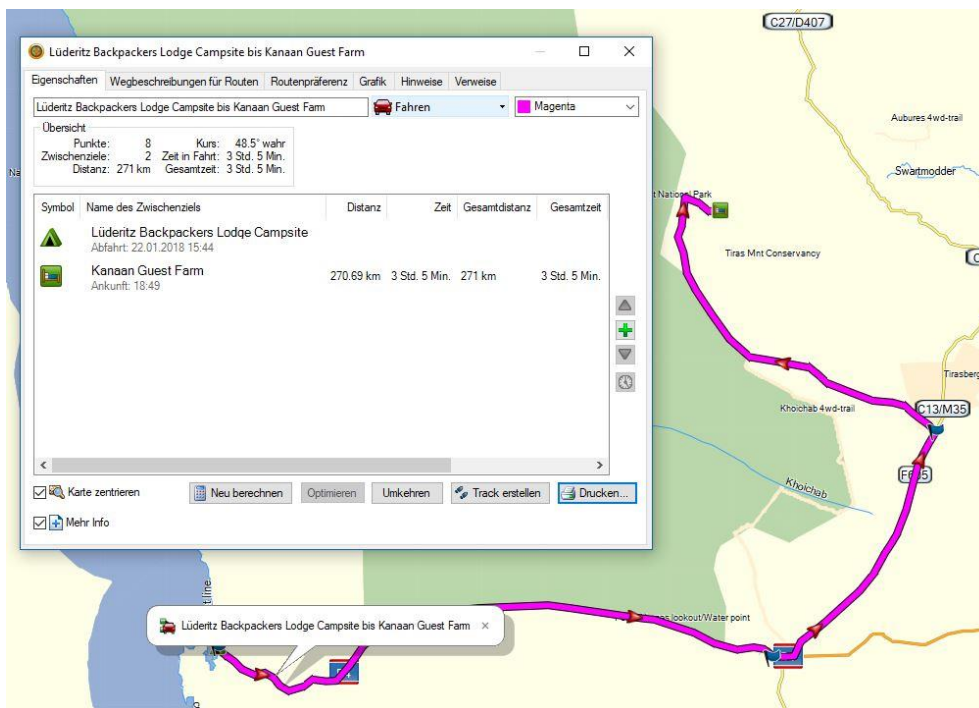 C27/D407
Lüderitz Backpackers Lodge Campsite bis Kanaan Guest Farm
Eigenschaften Wegbeschreibungen für Routen Routenpräferenz Grafik Hinweise Verweise
Lüderitz Backpackers Lodge Campsite bis Kanaan Guest Farm Fahren Magenta
Übersicht
Punkte: 8 Kurs: 48.5° wahr
Zwischenziele: 2 Zeit in Fahrt: 3 Std. 5 Min.
Distanz: 271 km Gesamtzeit: 3 Std. 5 Min.
Aubures 4wd-trail
Na
Swartmodder
Symbol Name des Zwischenziels Distanz Zeit Gesamtdistanz Gesamtzeit
t National Park
Lüderitz Backpackers Lodge Campsite
Abfahrt: 22.01.2018 15:44
Tiras Mnt Conservancy
C
Kanaan Guest Farm 270.69 km 3 Std. 5 Min. 271 km 3 Std. 5 Min.
Ankunft: 18:49
Tirasberg
Khoichab 4wd-trail
C13/M35
Karte zentrieren Neu berechnen Optimieren Umkehren Track erstellen Drucken...
Khoichab
Mehr Info
t line
lookout/Water point
Lüderitz Backpackers Lodge Campsite bis Kanaan Guest Farm